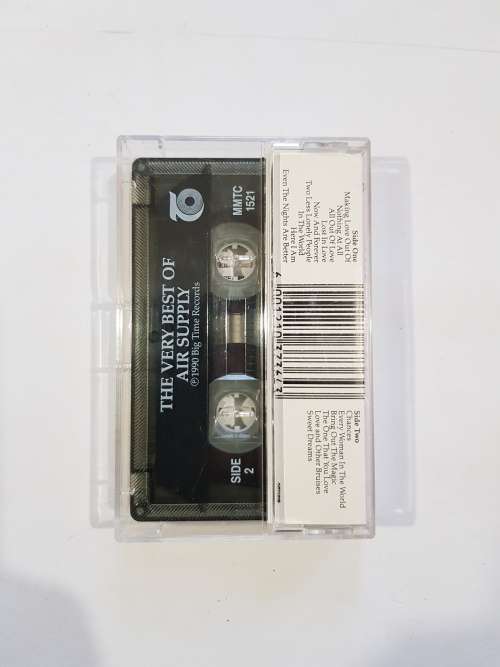 THE VERY BEST OF
AIR SUPPLY
℗1990 Big Time Records
MMTC
1521
SIDE
2
Side One
Making Love Out Of
Nothing At All
All Out Of Love
Lost In Love
Now And Forever
Two Less Lonely People
In The World
Here I Am
Even The Nights Are Better
Side Two
Chances
Every Woman In The World
Bring Out The Magic
The One That You Love
Love and Other Bruises
Sweet Dreams